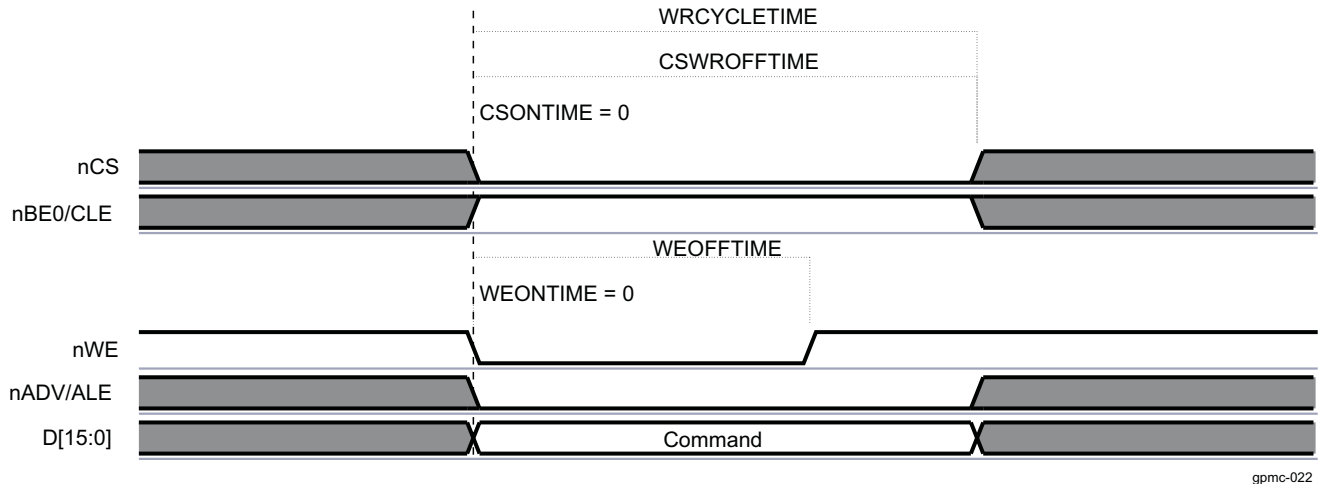 WRCYCLETIME
CSWROFFTIME
CSONTIME = 0
nCS
nBE0/CLE
WEOFFTIME
WEONTIME = 0
nWE
nADV/ALE
D[15:0]
Command
gpmc-022